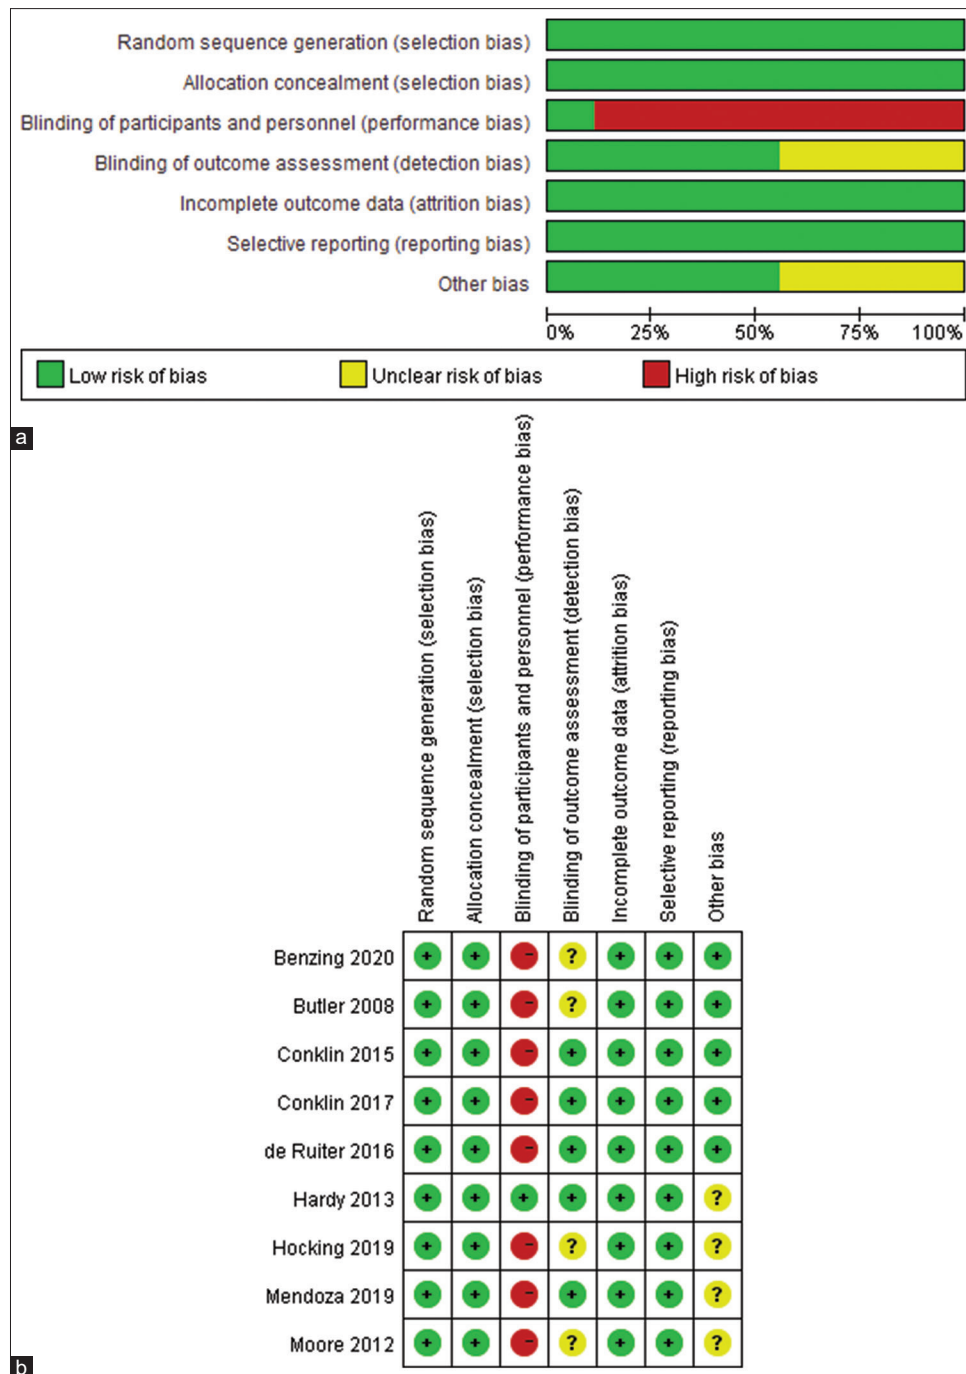 Random sequence generation (selection bias)
Allocation concealment (selection bias)
Blinding of participants and personnel (performance bias)
Blinding of outcome assessment (detection bias)
Incomplete outcome data (attrition bias)
Selective reporting (reporting bias)
Other bias
0% 25% 50% 75% 100%
Low risk of bias Unclear risk of bias High risk of bias
a
Random sequence generation (selection bias)
Allocation concealment (selection bias)
Blinding of participants and personnel (performance bias)
Blinding of outcome assessment (detection bias)
Incomplete outcome data (attrition bias)
Selective reporting (reporting bias)
Other bias
Benzing 2020 + + - ? + + +
Butler 2008 + + - ? + + +
Conklin 2015 + + - + + + +
Conklin 2017 + + - + + + +
de Ruiter 2016 + + - + + + +
Hardy 2013 + + + + + + ?
Hocking 2019 + + - ? + + ?
Mendoza 2019 + + - + + + ?
Moore 2012 + + - ? + + ?
b